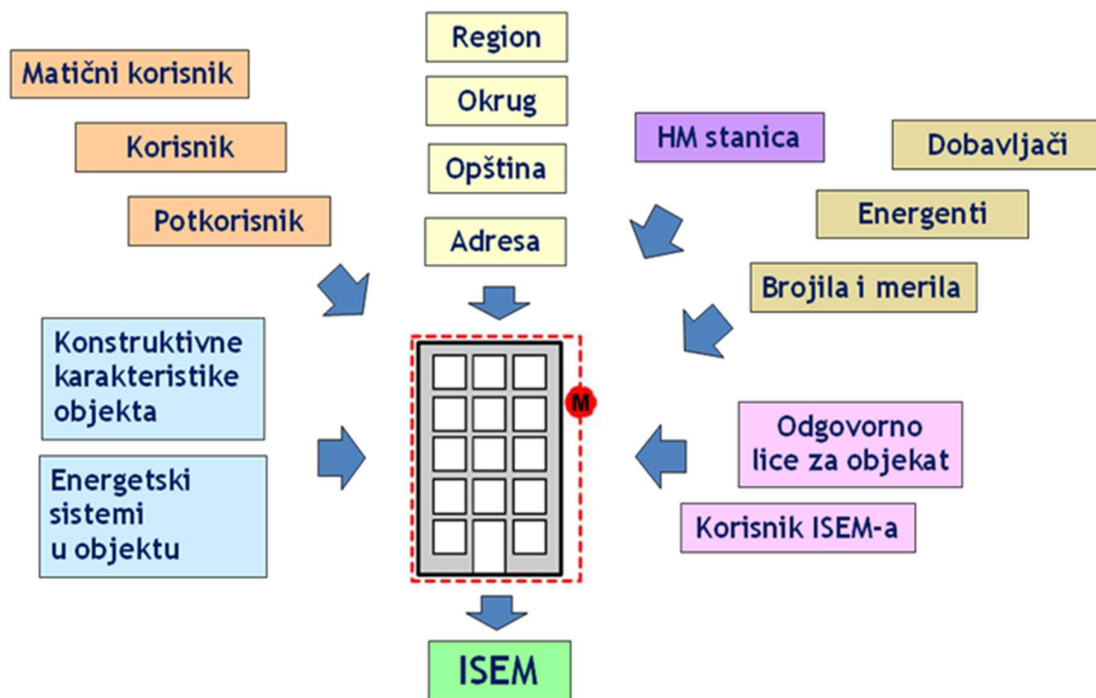 Matični korisnik
Korisnik
Potkorisnik
Region
Okrug
Opština
Adresa
HM stanica
Dobavljači
Energenti
Brojila i merila
Konstruktivne
karakteristike
objekta
Energetski
sistemi
u objektu
M
Odgovorno
lice za objekat
Korisnik ISEM-a
ISEM